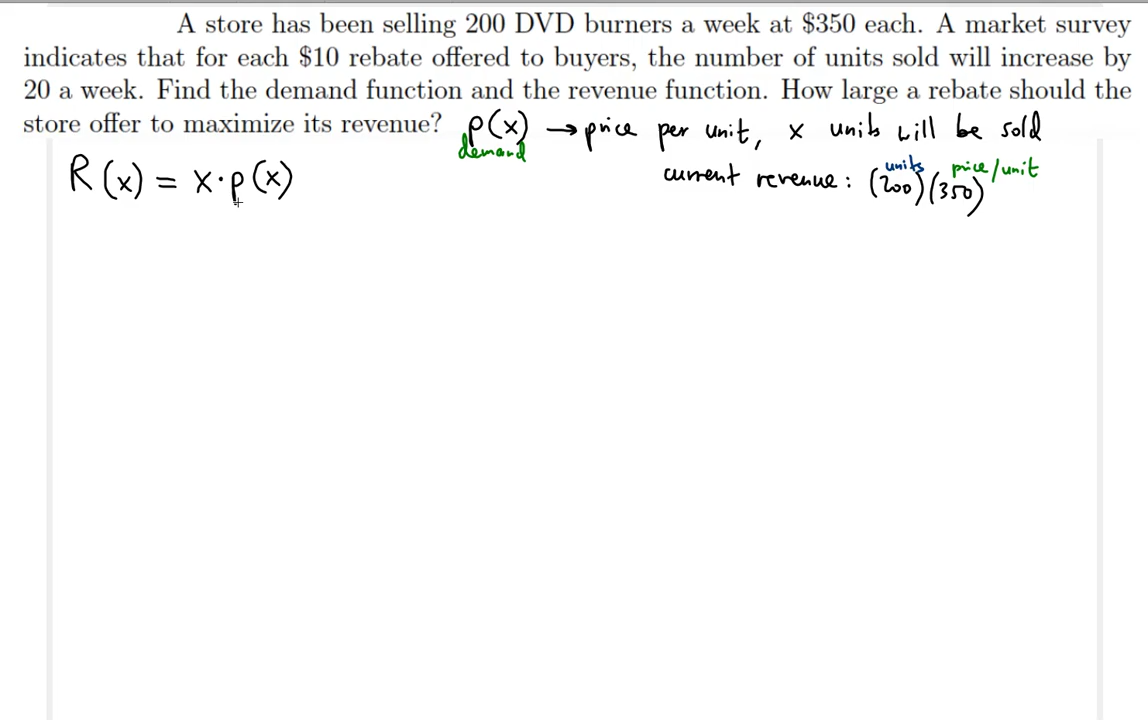 A store has been selling 200 DVD burners a week at $350 each. A market survey
indicates that for each $10 rebate offered to buyers, the number of units sold will increase by
20 a week. Find the demand function and the revenue function. How large a rebate should the
store offer to maximize its revenue? p(x) → price per unit, x units will be sold
demand
R(x) = x·p(x)
units price/unit
current revenue: (200)(350)